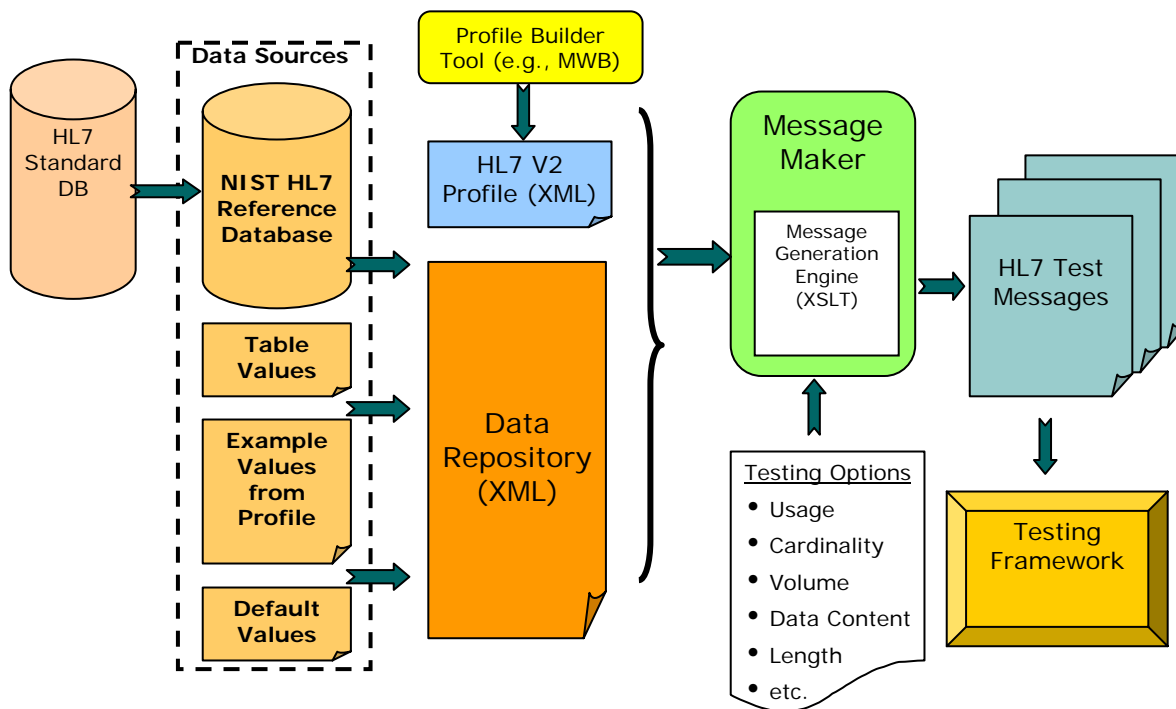 HL7
Standard
DB
Data Sources
NIST HL7
Reference
Database
Table
Values
Example
Values
from
Profile
Default
Values
Profile Builder
Tool (e.g., MWB)
HL7 V2
Profile (XML)
Data
Repository
(XML)
Message
Maker
Message
Generation
Engine
(XSLT)
Testing Options
• Usage
• Cardinality
• Volume
• Data Content
• Length
• etc.
HL7 Test
Messages
Testing
Framework